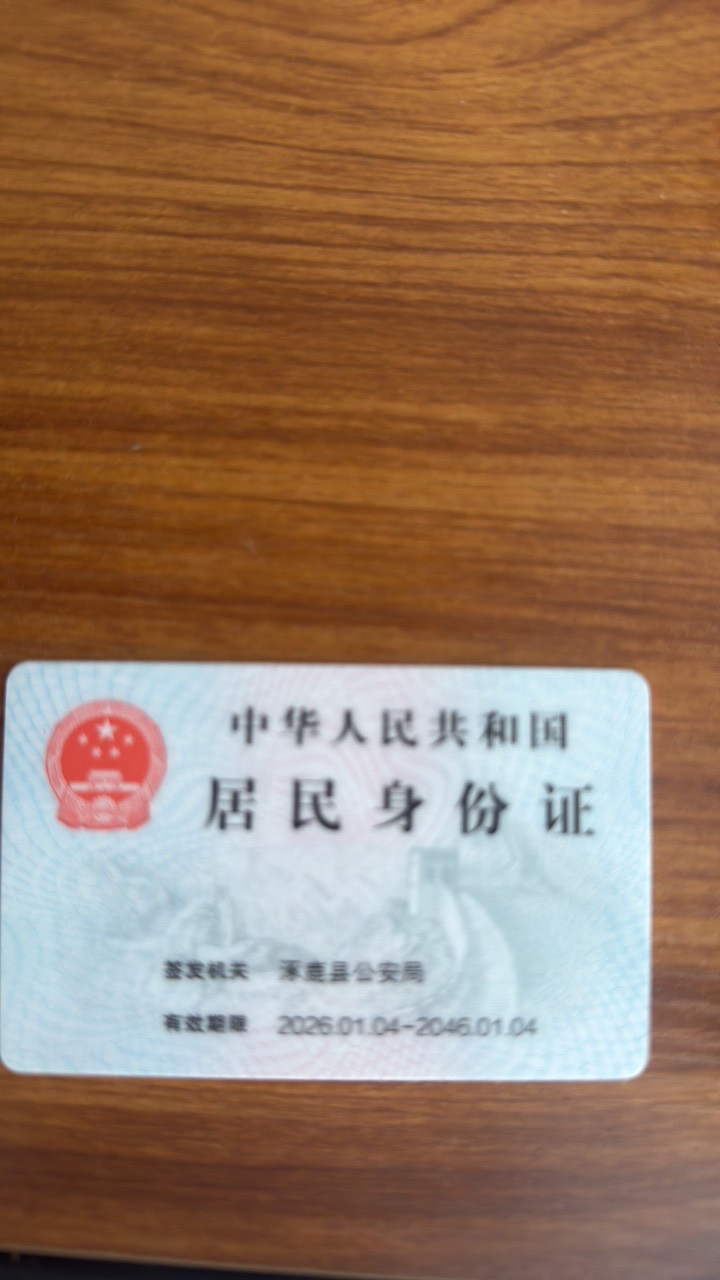 中华人民共和国
居民身份证
签发机关 涿鹿县公安局
有效期限 2026.01.04-2046.01.04